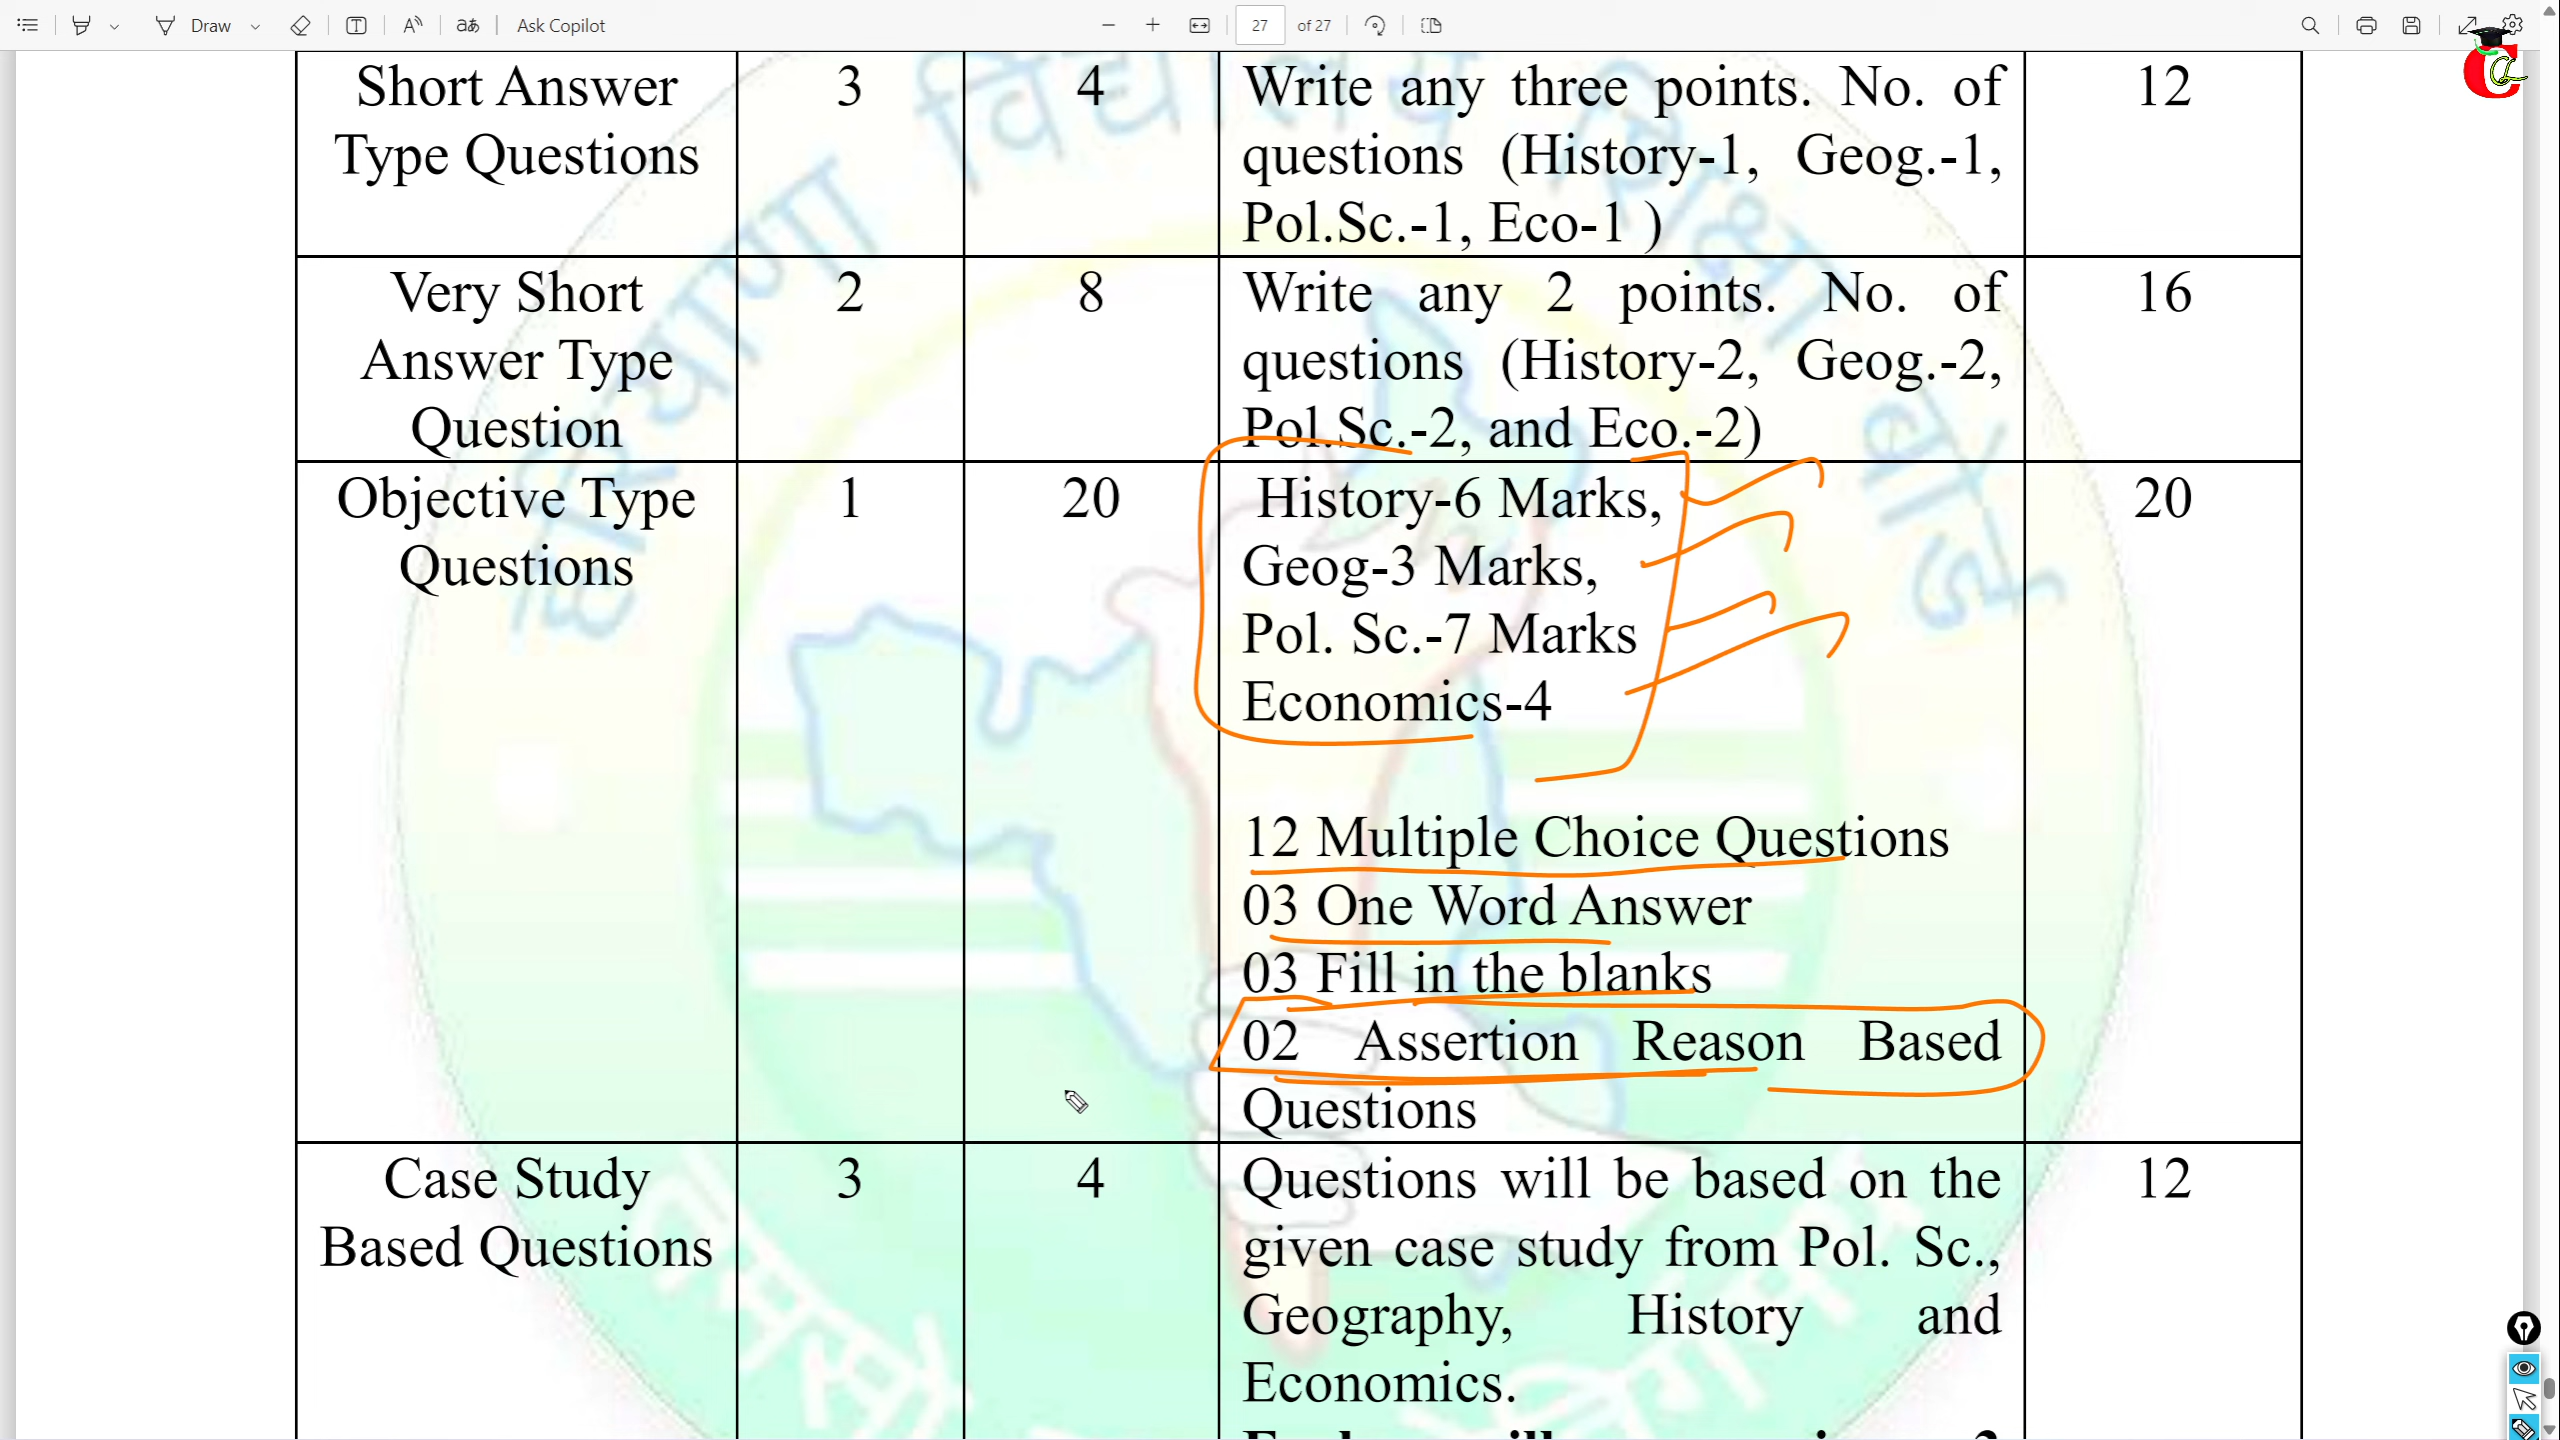 Draw
Ask Copilot
27 of 27
Short Answer 3 4 Write any three points. No. of 12
Type Questions questions (History-1, Geog.-1,
Pol.Sc.-1, Eco-1 )
Very Short 2 8 Write any 2 points. No. of 16
Answer Type questions (History-2, Geog.-2,
Question Pol.Sc.-2, and Eco.-2)
Objective Type 1 20 History-6 Marks, 20
Questions Geog-3 Marks,
Pol. Sc.-7 Marks
Economics-4
12 Multiple Choice Questions
03 One Word Answer
03 Fill in the blanks
02 Assertion Reason Based
Questions
Case Study 3 4 Questions will be based on the 12
Based Questions given case study from Pol. Sc.,
Geography, History and
Economics.
हरियाणा विद्यालय शिक्षा बोर्ड